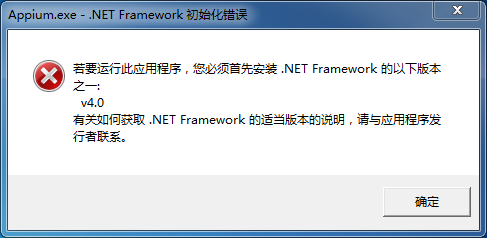 Appium.exe - .NET Framework 初始化错误
若要运行此应用程序，您必须首先安装 .NET Framework 的以下版本
之一:
v4.0
有关如何获取 .NET Framework 的适当版本的说明，请与应用程序发
行者联系。
确定